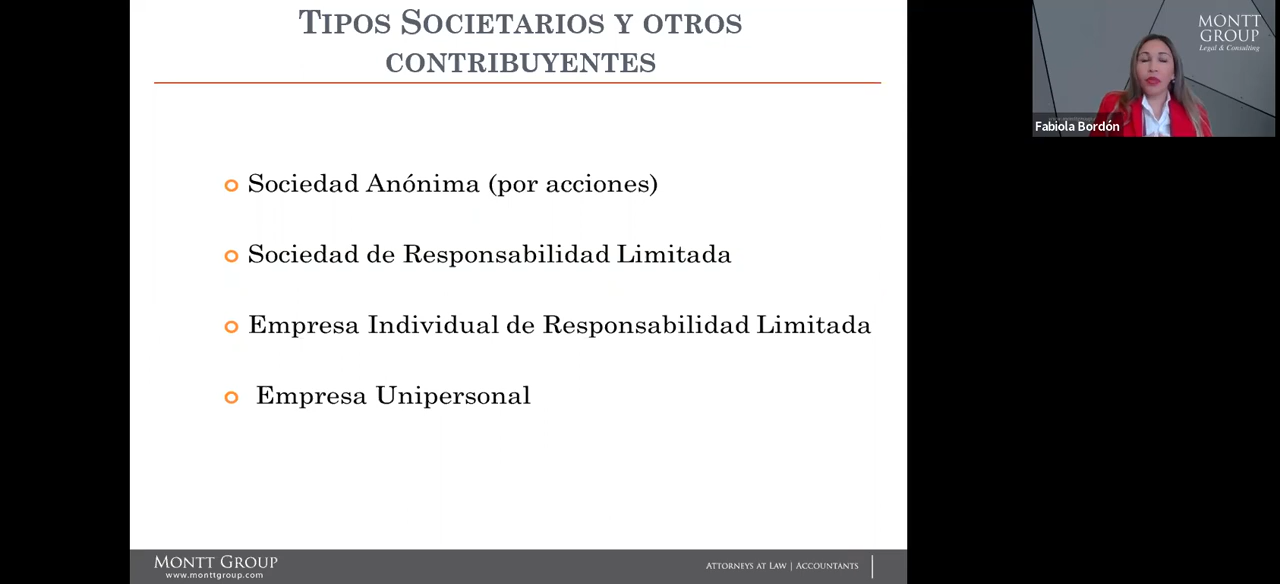 TIPOS SOCIETARIOS Y OTROS
CONTRIBUYENTES
Sociedad Anónima (por acciones)
Sociedad de Responsabilidad Limitada
Empresa Individual de Responsabilidad Limitada
Empresa Unipersonal
MONTT GROUP
www.monttgroup.com
ATTORNEYS AT LAW | ACCOUNTANTS
MONTT
GROUP
Legal & Consulting
Fabiola Bordón